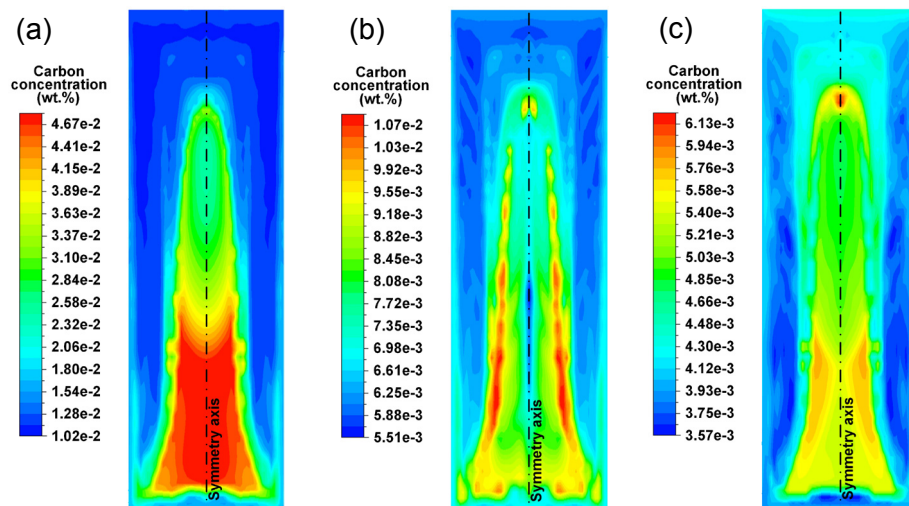 (a)
Carbon
concentration
(wt.%)
4.67e-2
4.41e-2
4.15e-2
3.89e-2
3.63e-2
3.37e-2
3.10e-2
2.84e-2
2.58e-2
2.32e-2
2.06e-2
1.80e-2
1.54e-2
1.28e-2
1.02e-2
Symmetry axis
(b)
Carbon
concentration
(wt.%)
1.07e-2
1.03e-2
9.92e-3
9.55e-3
9.18e-3
8.82e-3
8.45e-3
8.08e-3
7.72e-3
7.35e-3
6.98e-3
6.61e-3
6.25e-3
5.88e-3
5.51e-3
Symmetry axis
(c)
Carbon
concentration
(wt.%)
6.13e-3
5.94e-3
5.76e-3
5.58e-3
5.40e-3
5.21e-3
5.03e-3
4.85e-3
4.66e-3
4.48e-3
4.30e-3
4.12e-3
3.93e-3
3.75e-3
3.57e-3
Symmetry axis